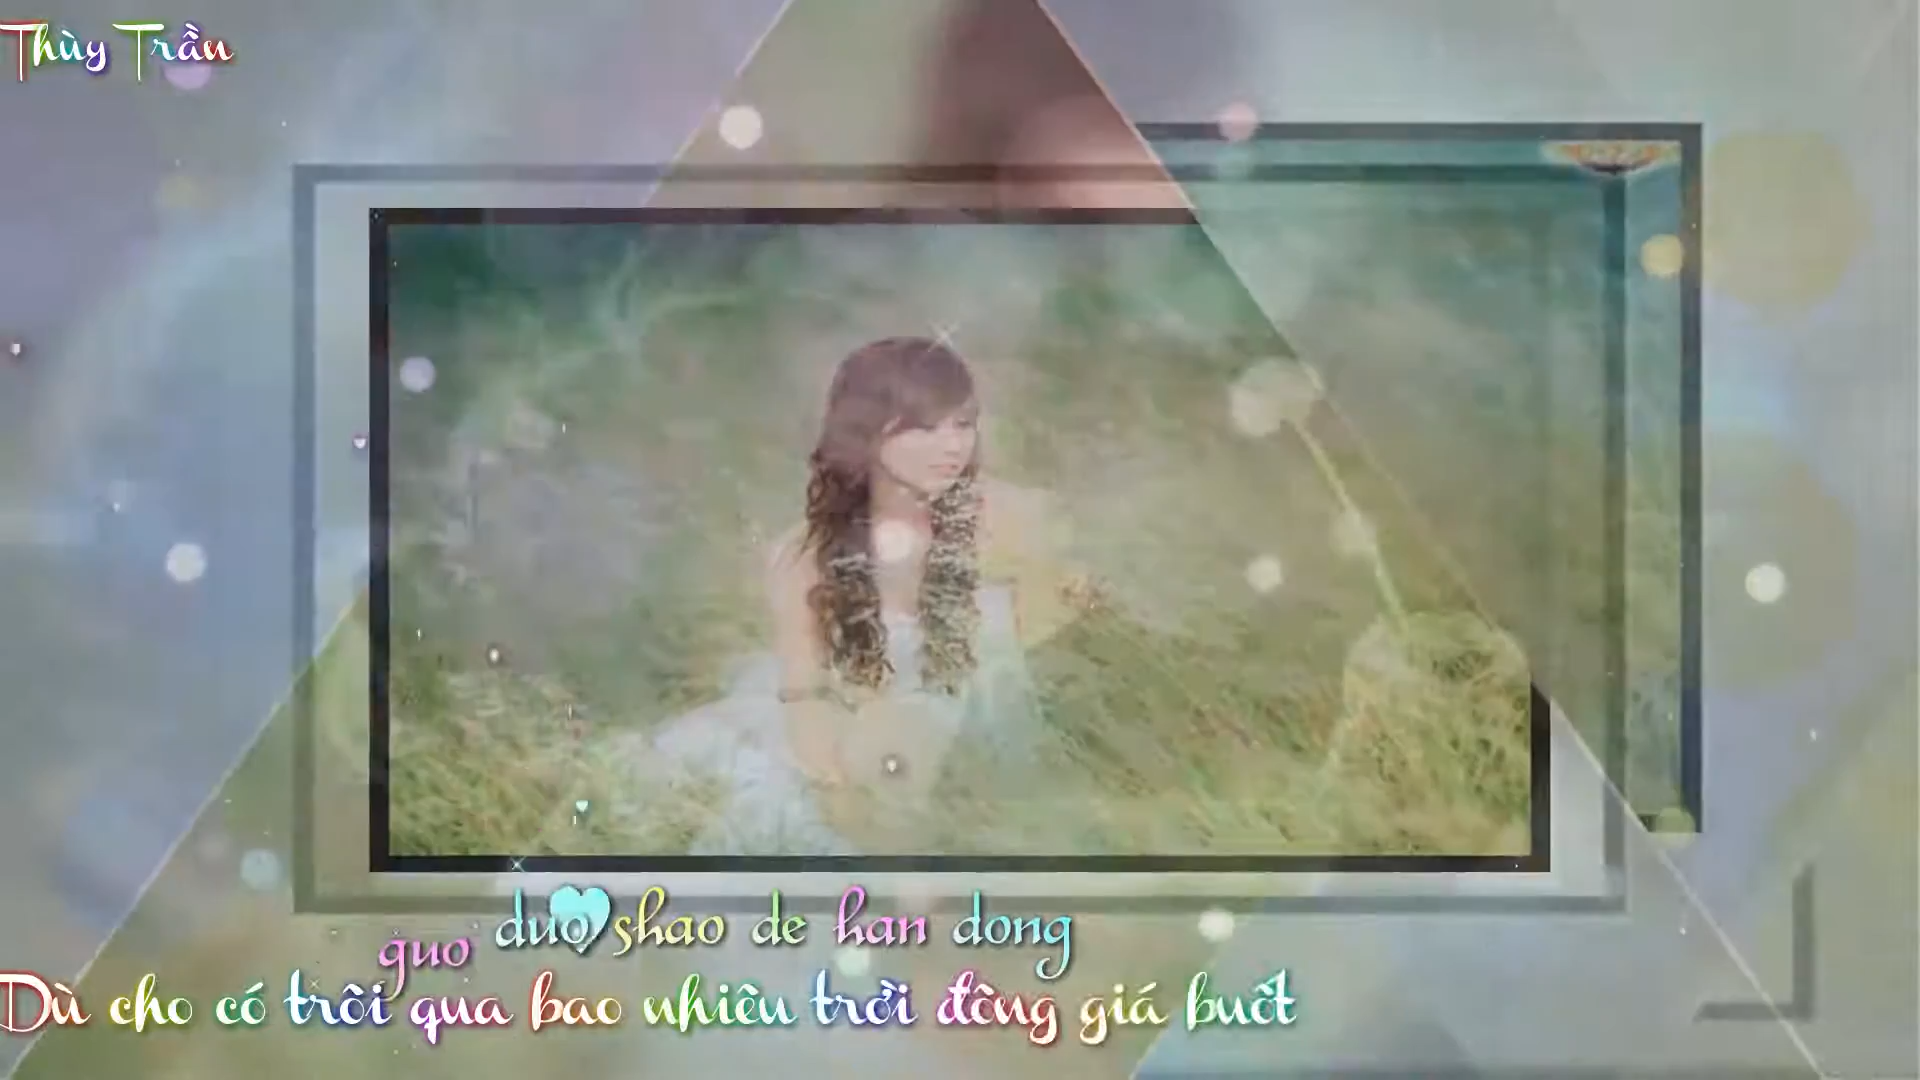 Thùy Trần
guo duo shao de han dong
Dù cho có trôi qua bao nhiêu trời đông giá buốt